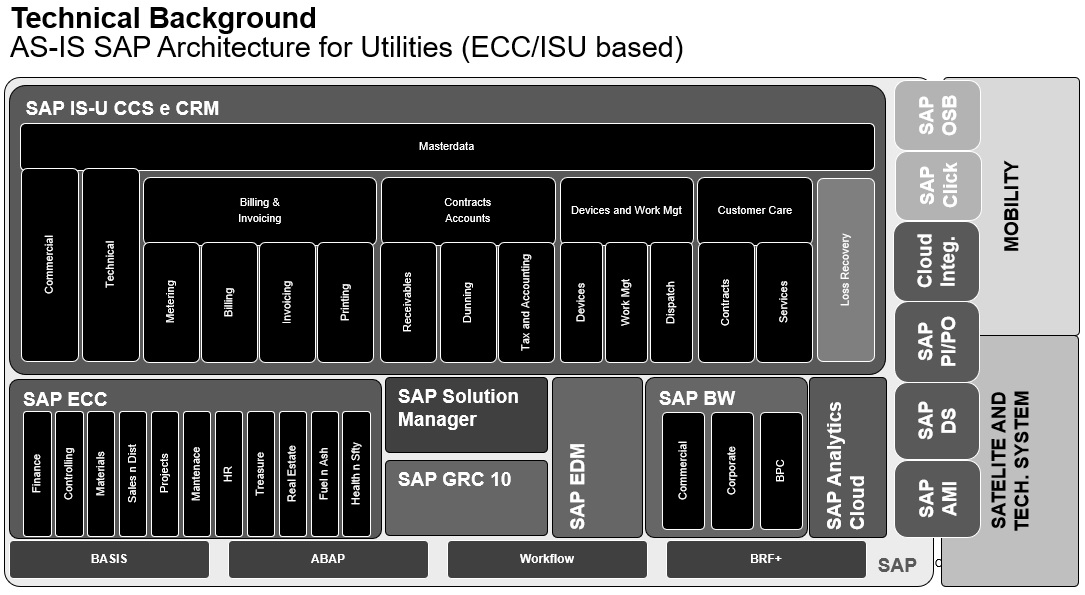 Technical Background
AS-IS SAP Architecture for Utilities (ECC/ISU based)
SAP IS-U CCS e CRM
Masterdata
Commercial
Technical
Billing &
Invoicing
Metering
Billing
Invoicing
Printing
Contracts
Accounts
Receivables
Dunning
Tax and Accounting
Devices and Work Mgt
Devices
Work Mgt
Dispatch
Customer Care
Contracts
Services
Loss Recovery
SAP ECC
Finance
Controlling
Materials
Sales n Dist
Projects
Mantenace
HR
Treasure
Real Estate
Fuel n Ash
Health n Sfty
SAP Solution
Manager
SAP GRC 10
SAP EDM
SAP BW
Commercial
Corporate
BPC
SAP Analytics
Cloud
BASIS
ABAP
Workflow
BRF+
SAP
SAP
OSB
SAP
Click
Cloud
Integ.
SAP
PI/PO
SAP
DS
SAP
AMI
MOBILITY
SATELITE AND
TECH. SYSTEM